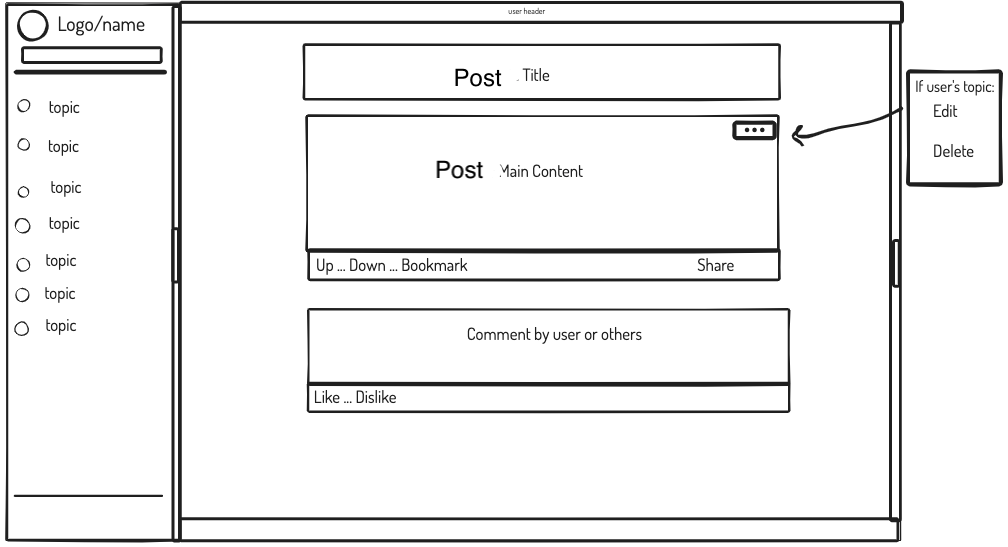 user header
Logo/name
topic
topic
topic
topic
topic
topic
topic
Post Title
Post Main Content
Up ... Down ... Bookmark
Share
Comment by user or others
Like ... Dislike
If user's topic:
Edit
Delete